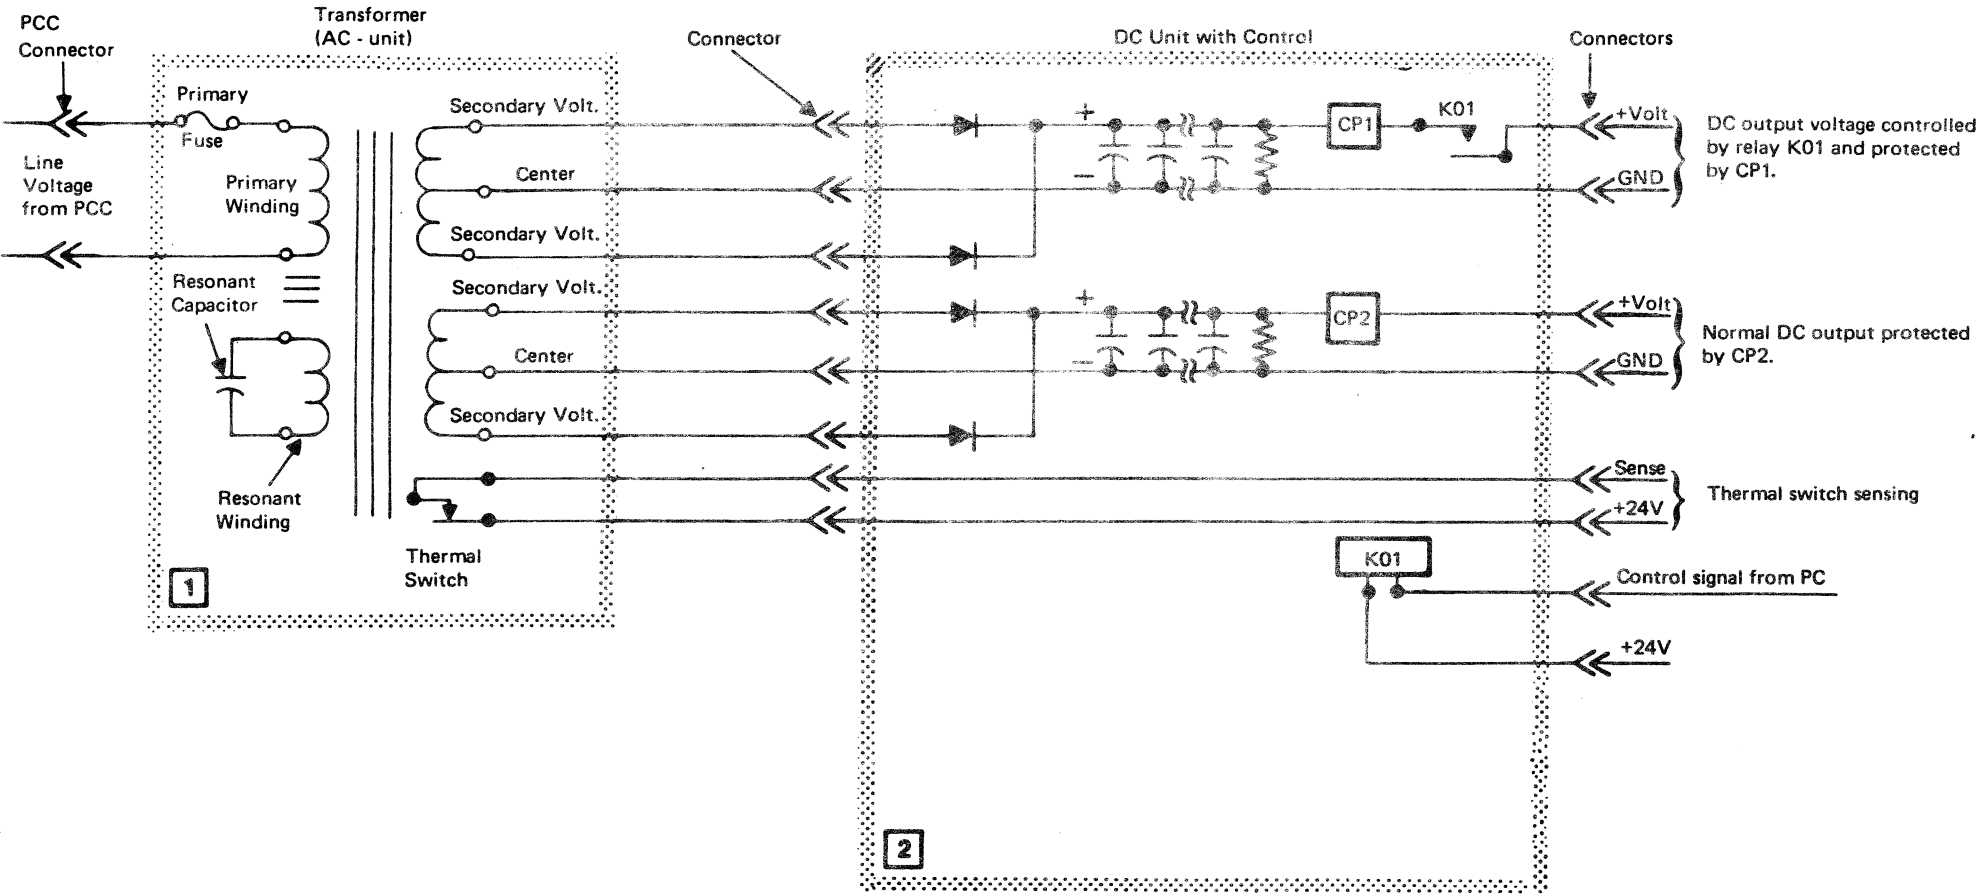 PCC
Connector
Transformer
(AC - unit)
Connector
DC Unit with Control
Connectors
Primary
Fuse
Line
Voltage
from PCC
Primary
Winding
Secondary Volt.
Center
Secondary Volt.
+
−
CP1
K01
+Volt
GND
DC output voltage controlled
by relay K01 and protected
by CP1.
Resonant
Capacitor
Secondary Volt.
Center
Secondary Volt.
+
−
CP2
+Volt
GND
Normal DC output protected
by CP2.
Resonant
Winding
Thermal
Switch
Sense
+24V
Thermal switch sensing
K01
Control signal from PC
+24V
1
2